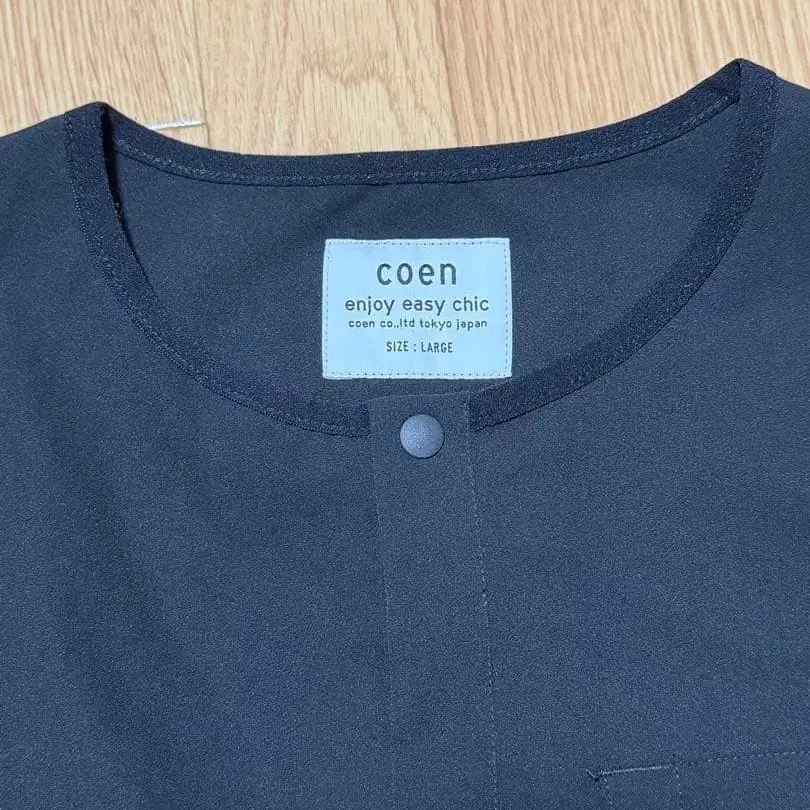 coen
enjoy easy chic
coen co.,ltd tokyo japan
SIZE : LARGE